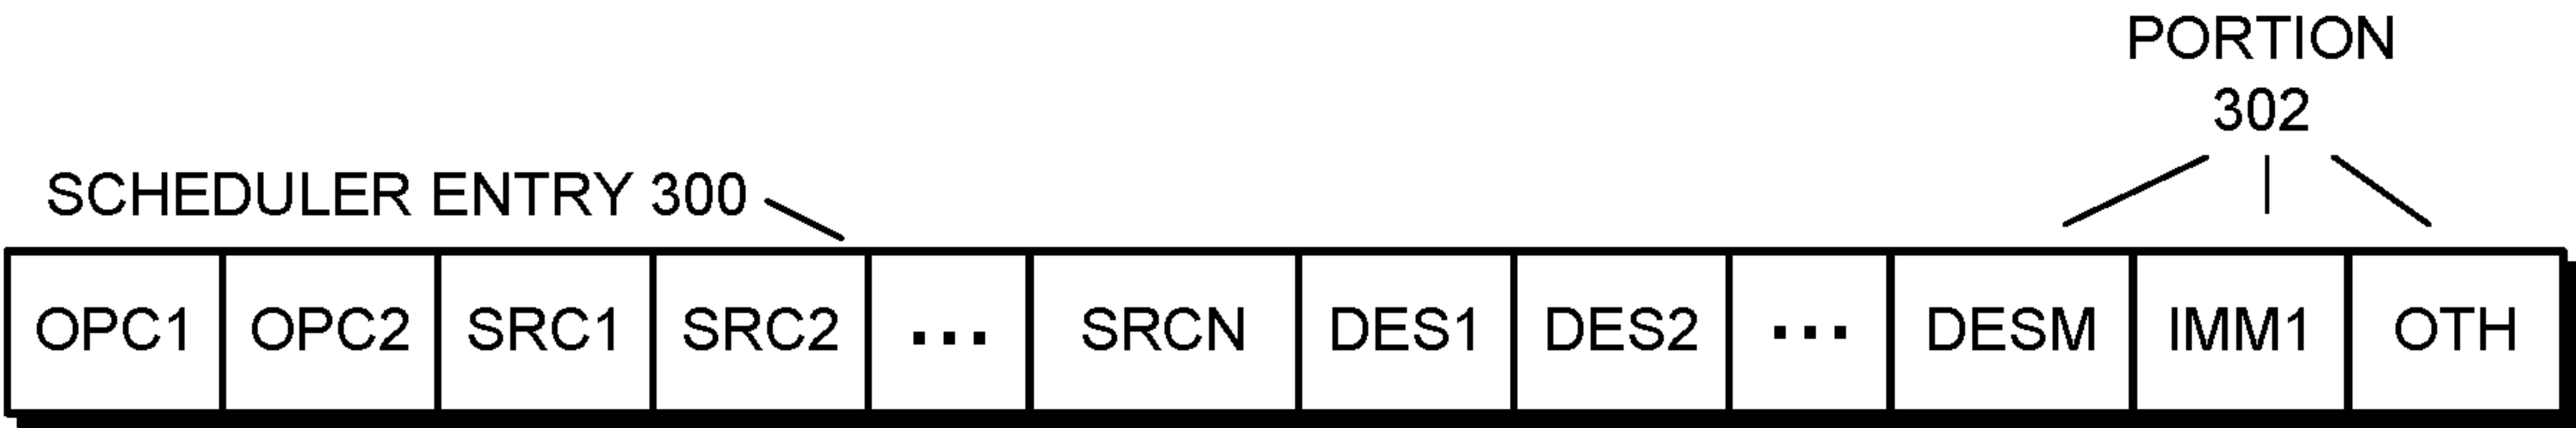 PORTION
302
SCHEDULER ENTRY 300
OPC1 OPC2 SRC1 SRC2 ... SRCN DES1 DES2 ... DESM IMM1 OTH